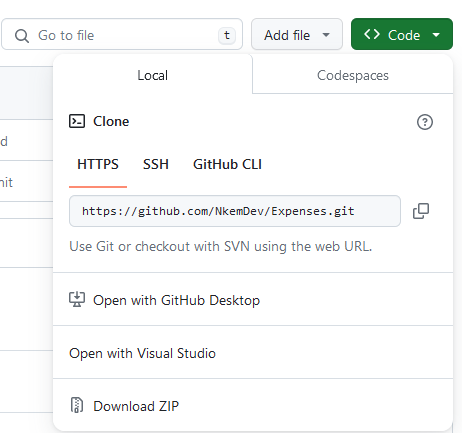 Go to file t Add file Code
Local Codespaces
Clone
d
HTTPS SSH GitHub CLI
nit
https://github.com/NkemDev/Expenses.git
Use Git or checkout with SVN using the web URL.
Open with GitHub Desktop
Open with Visual Studio
Download ZIP